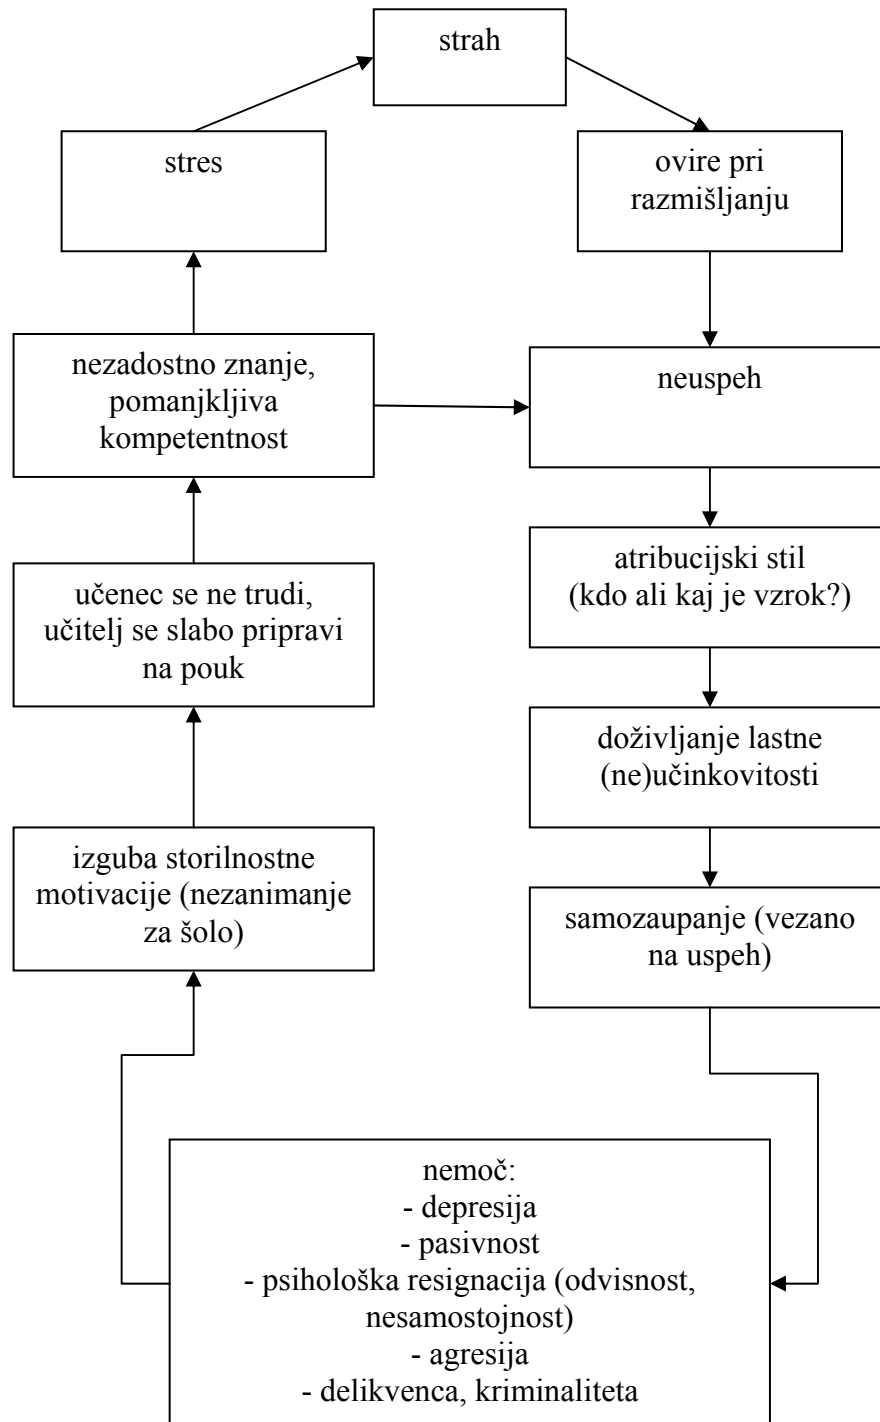 strah
stres
ovire pri
razmišljanju
nezadostno znanje,
pomanjkljiva
kompetentnost
neuspeh
učenec se ne trudi,
učitelj se slabo pripravi
na pouk
atribucijski stil
(kdo ali kaj je vzrok?)
doživljanje lastne
(ne)učinkovitosti
izguba storilnostne
motivacije (nezanimanje
za šolo)
samozaupanje (vezano
na uspeh)
nemoč:
- depresija
- pasivnost
- psihološka resignacija (odvisnost,
nesamostojnost)
- agresija
- delikvenca, kriminaliteta